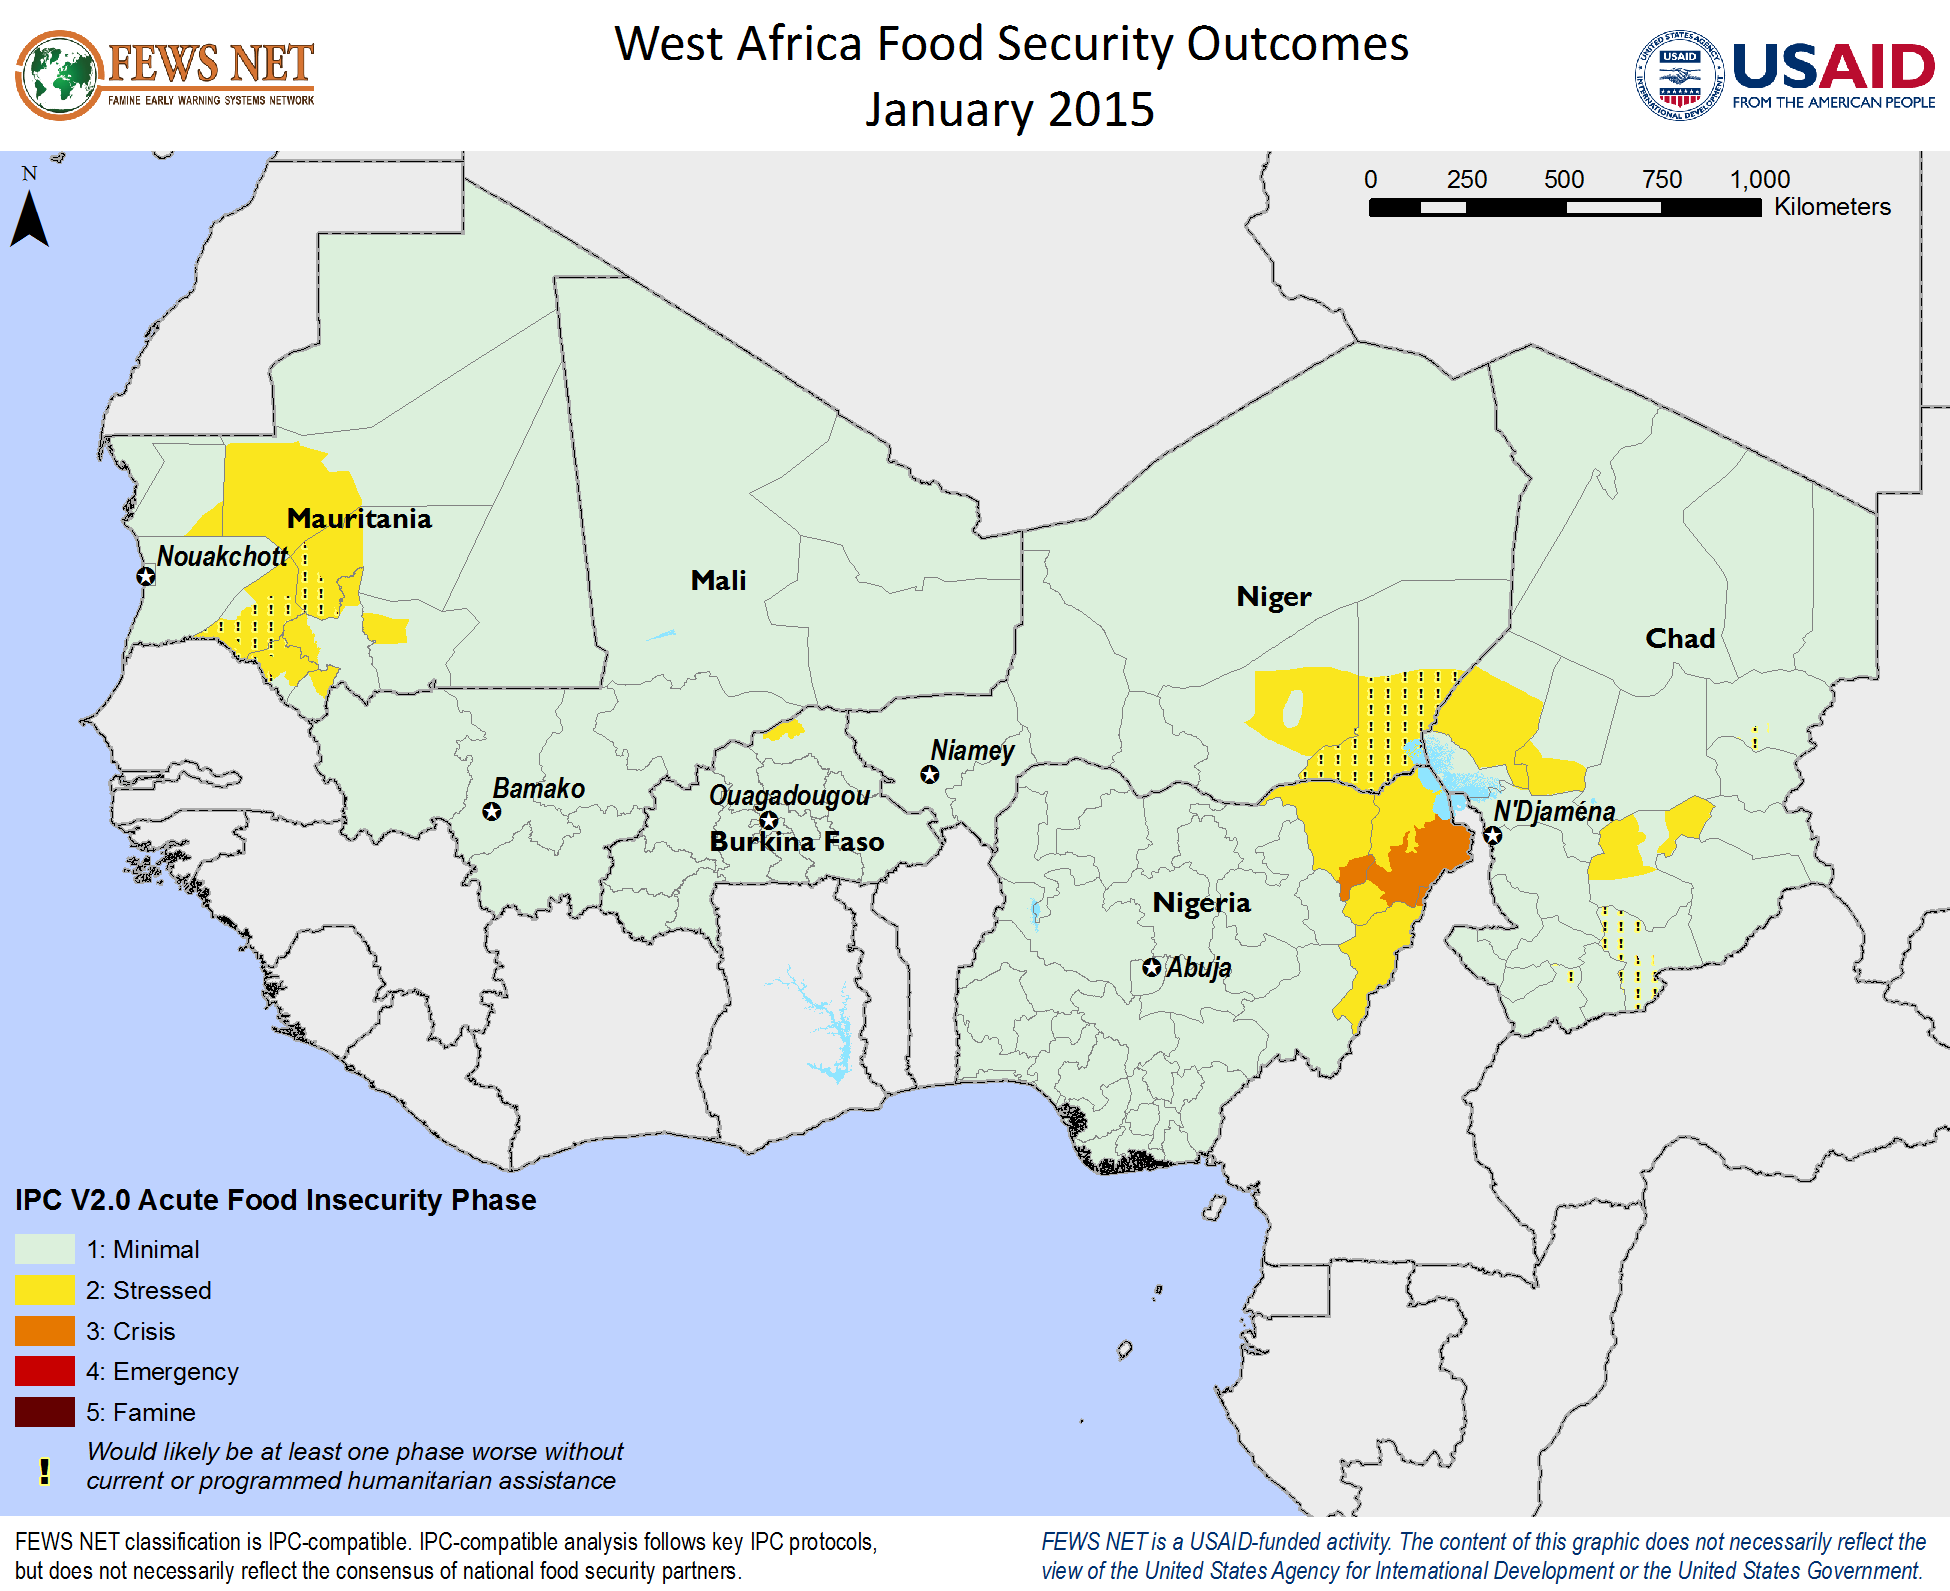 FEWS NET
FAMINE EARLY WARNING SYSTEMS NETWORK
West Africa Food Security Outcomes
January 2015
UNITED STATES AGENCY
USAID
INTERNATIONAL DEVELOPMENT
USAID
FROM THE AMERICAN PEOPLE
N
0 250 500 750 1,000
Kilometers
Mauritania
Nouakchott
Mali
Niger
Chad
Niamey
Bamako
Ouagadougou
Burkina Faso
N'Djaména
Nigeria
Abuja
IPC V2.0 Acute Food Insecurity Phase
1: Minimal
2: Stressed
3: Crisis
4: Emergency
5: Famine
! Would likely be at least one phase worse without
current or programmed humanitarian assistance
FEWS NET classification is IPC-compatible. IPC-compatible analysis follows key IPC protocols,
but does not necessarily reflect the consensus of national food security partners.
FEWS NET is a USAID-funded activity. The content of this graphic does not necessarily reflect the
view of the United States Agency for International Development or the United States Government.